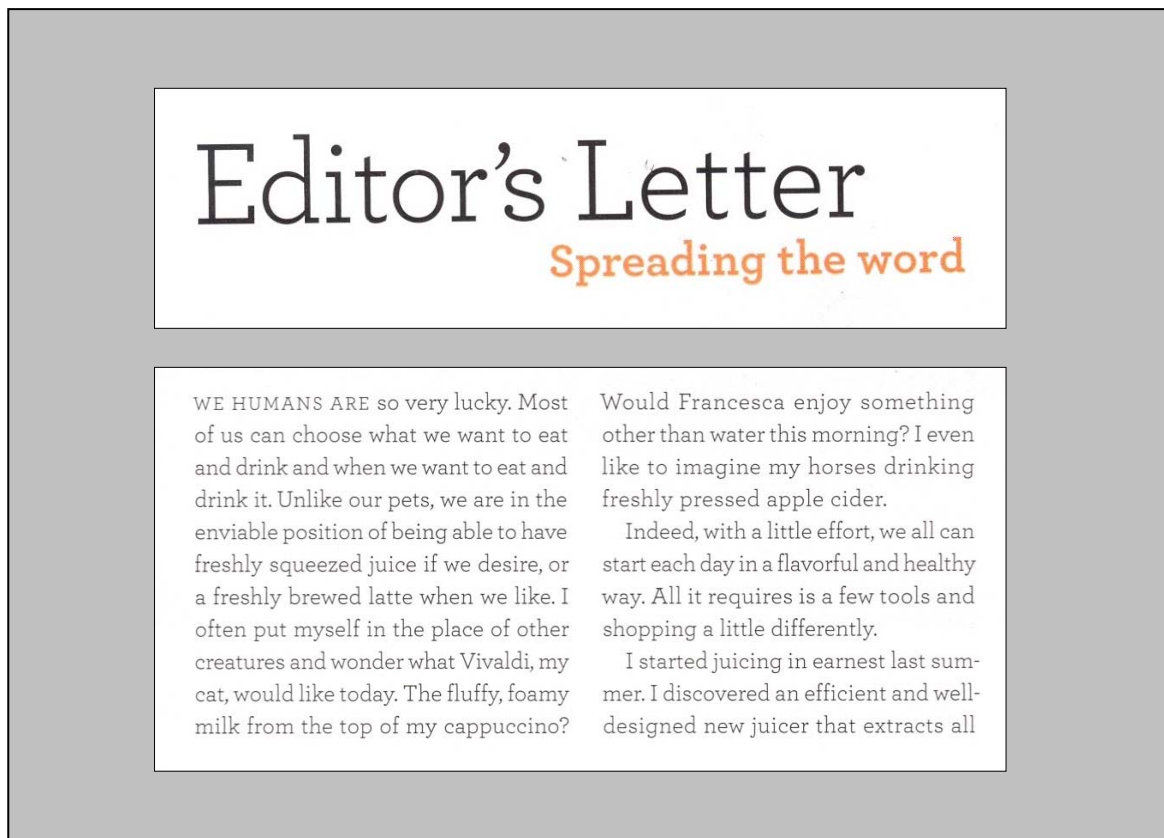 Editor's Letter
Spreading the word
WE HUMANS ARE so very lucky. Most
of us can choose what we want to eat
and drink and when we want to eat and
drink it. Unlike our pets, we are in the
enviable position of being able to have
freshly squeezed juice if we desire, or
a freshly brewed latte when we like. I
often put myself in the place of other
creatures and wonder what Vivaldi, my
cat, would like today. The fluffy, foamy
milk from the top of my cappuccino?
Would Francesca enjoy something
other than water this morning? I even
like to imagine my horses drinking
freshly pressed apple cider.
Indeed, with a little effort, we all can
start each day in a flavorful and healthy
way. All it requires is a few tools and
shopping a little differently.
I started juicing in earnest last sum-
mer. I discovered an efficient and well-
designed new juicer that extracts all